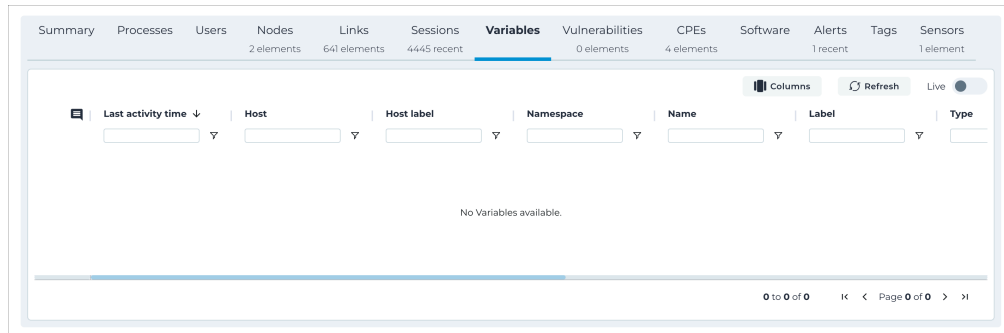 Summary Processes Users Nodes Links Sessions Variables Vulnerabilities CPEs Software Alerts Tags Sensors
2 elements 641 elements 4445 recent 0 elements 4 elements 1 recent 1 element
Columns Refresh Live
Last activity time Host Host label Namespace Name Label Type
No Variables available.
0 to 0 of 0 Page 0 of 0